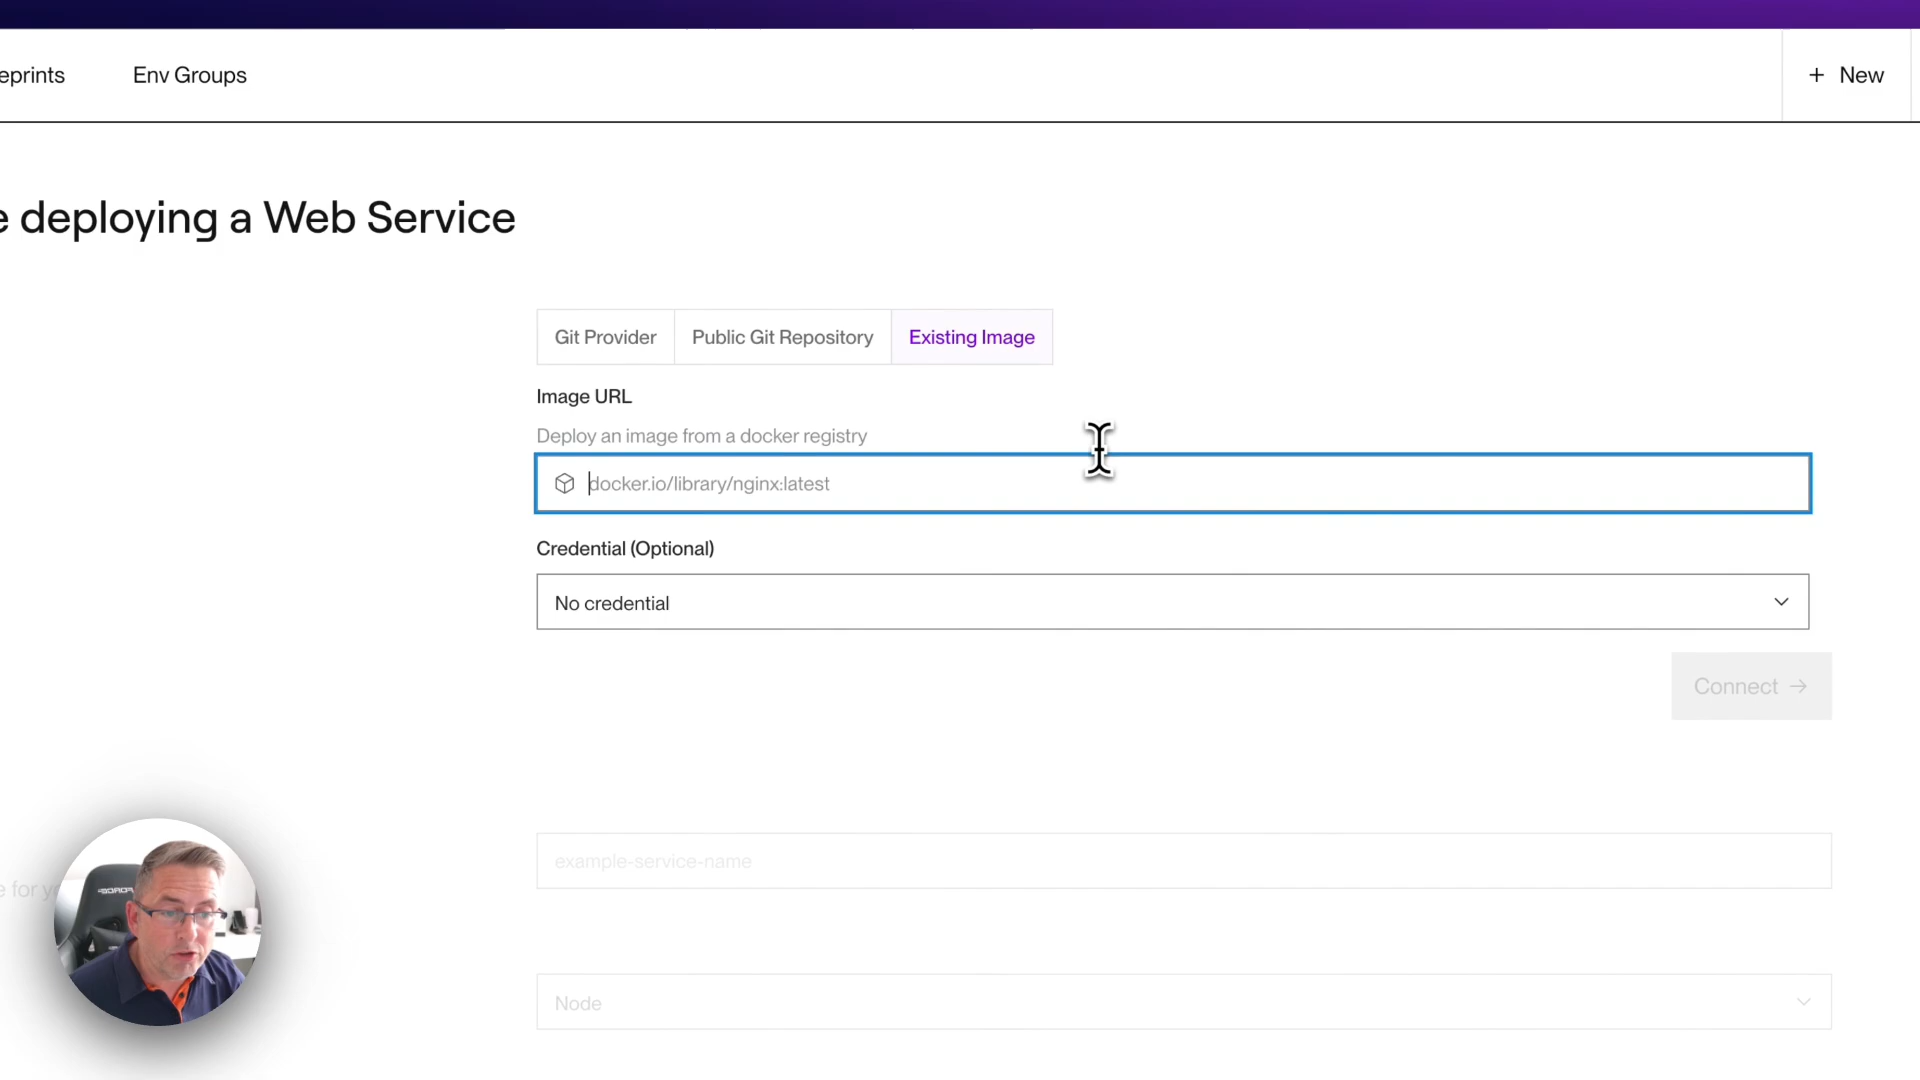 eprints
Env Groups
+ New
e deploying a Web Service
Git Provider
Public Git Repository
Existing Image
Image URL
Deploy an image from a docker registry
docker.io/library/nginx:latest
Credential (Optional)
No credential
Connect →
example-service-name
e for y
Node